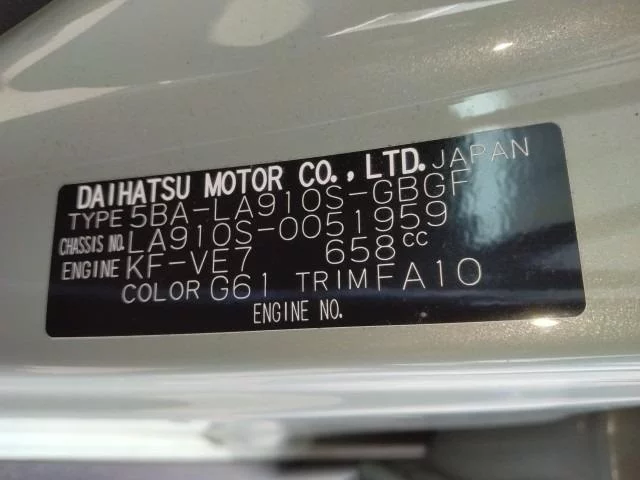 DAIHATSU MOTOR CO., LTD. JAPAN
TYPE 5BA-LA910S-GBGF
CHASSIS NO. LA910S-0051959
ENGINE KF-VE7 658cc
COLOR G61 TRIM FA10
ENGINE NO.